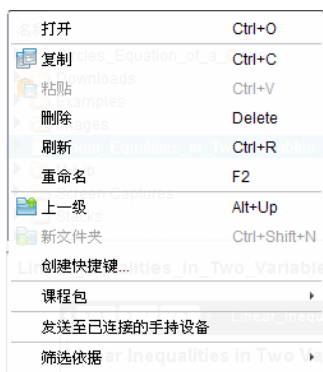 打开 Ctrl+O
复制 Ctrl+C
粘贴 Ctrl+V
删除 Delete
刷新 Ctrl+R
重命名 F2
上一级 Alt+Up
新文件夹 Ctrl+Shift+N
创建快捷键...
课程包
发送至已连接的手持设备
筛选依据